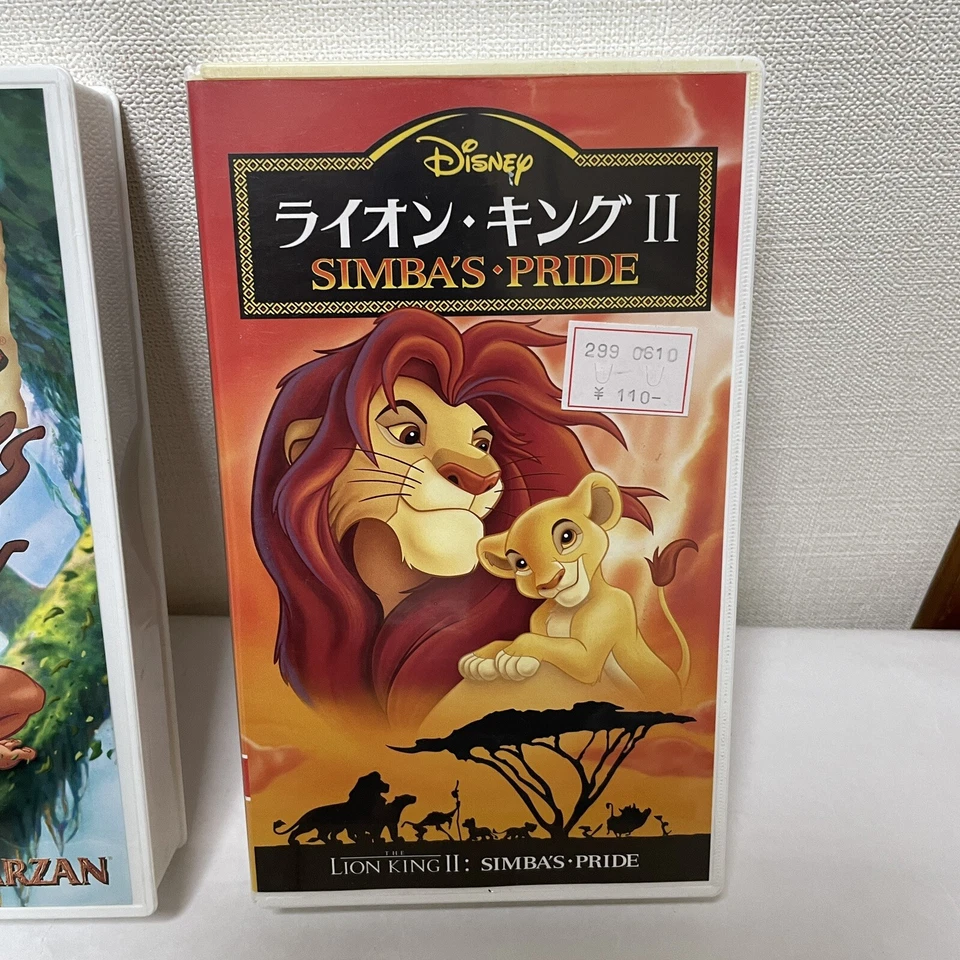 DISNEY
ライオン・キング II
SIMBA'S・PRIDE
299 0610
¥ 110-
THE
LION KING II: SIMBA'S・PRIDE
ARZAN